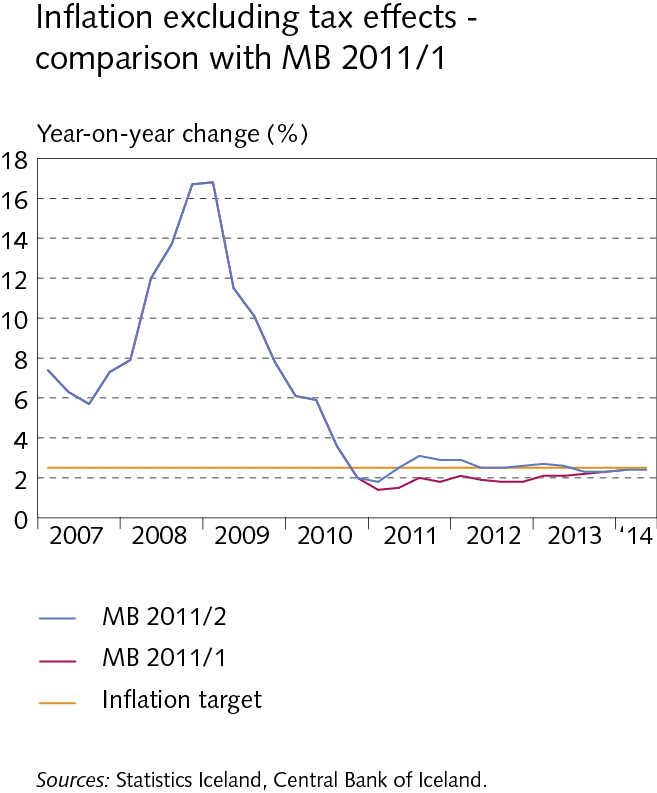 Inflation excluding tax effects -
comparison with MB 2011/1
Year-on-year change (%)
18
16
14
12
10
8
6
4
2
0
2007 2008 2009 2010 2011 2012 2013 '14
MB 2011/2
MB 2011/1
Inflation target
Sources: Statistics Iceland, Central Bank of Iceland.